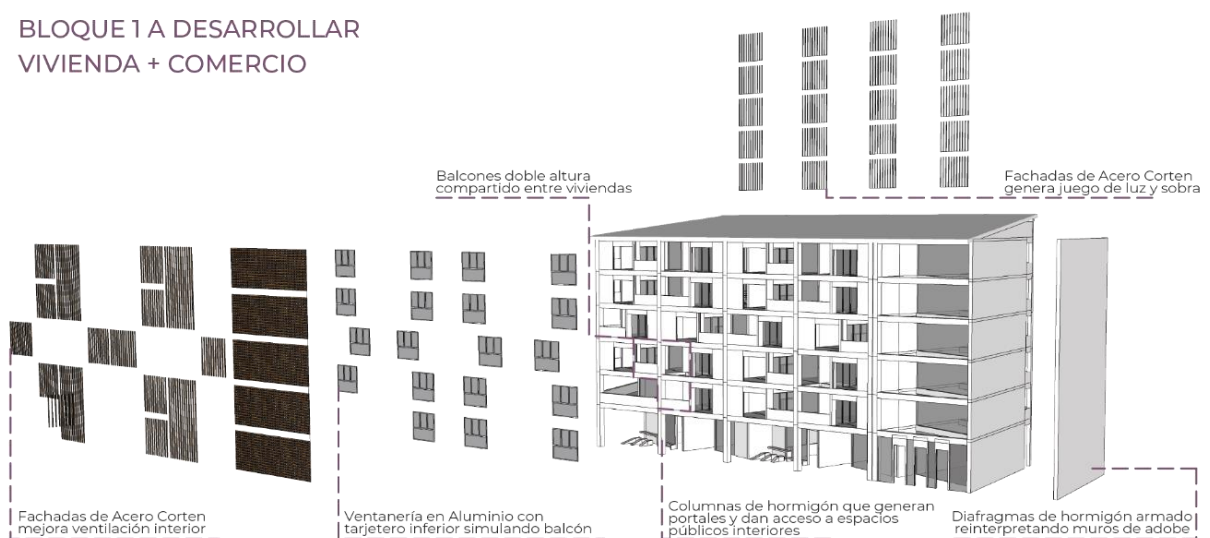 BLOQUE 1 A DESARROLLAR
VIVIENDA + COMERCIO
Balcones doble altura
compartido entre viviendas
Fachadas de Acero Corten
genera juego de luz y sobra
Fachadas de Acero Corten
mejora ventilación interior
Ventanería en Aluminio con
tarjetero inferior simulando balcón
Columnas de hormigón que generan
portales y dan acceso a espacios
públicos interiores
Diafragmas de hormigón armado
reinterpretando muros de adobe